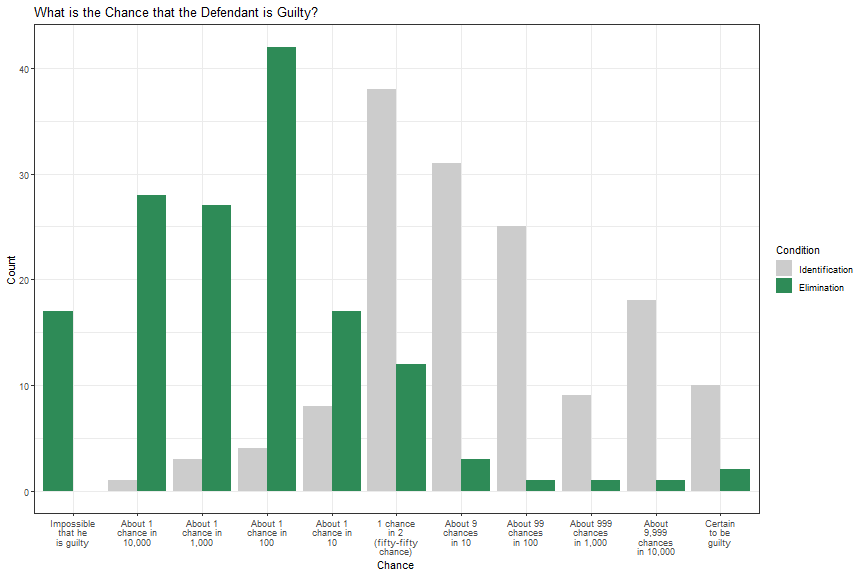 What is the Chance that the Defendant is Guilty?
Count
40
30
20
10
0
Impossible
that he
is guilty
About 1
chance in
10,000
About 1
chance in
1,000
About 1
chance in
100
About 1
chance in
10
1 chance
in 2
(fifty-fifty
chance)
About 9
chances
in 10
About 99
chances
in 100
About 999
chances
in 1,000
About
9,999
chances
in 10,000
Certain
to be
guilty
Chance
Condition
Identification
Elimination